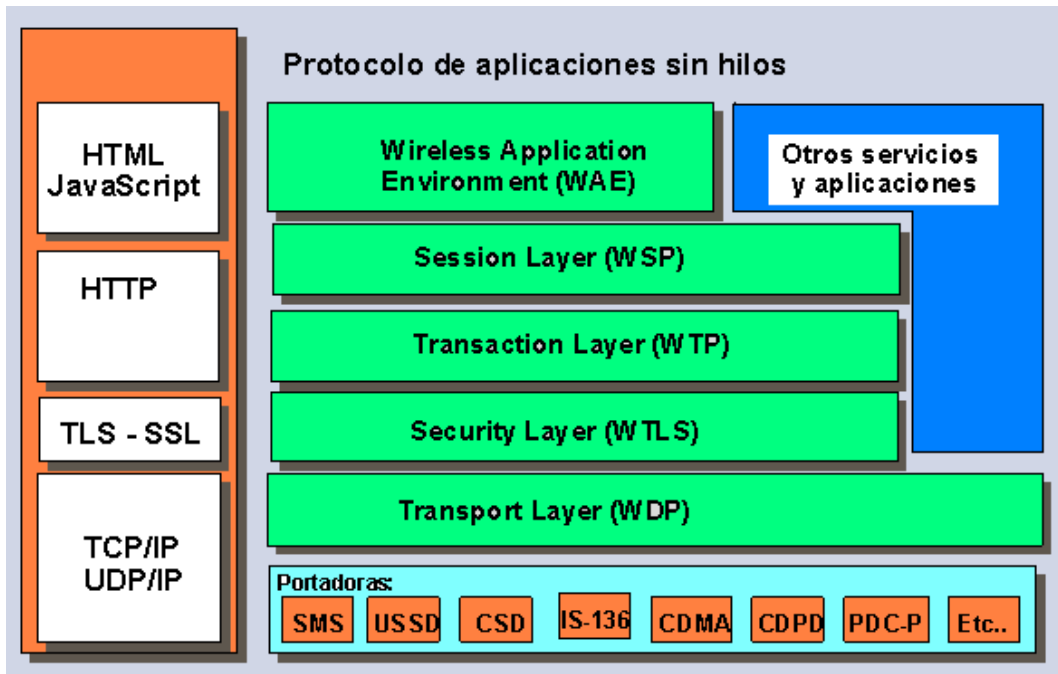 Protocolo de aplicaciones sin hilos
HTML
JavaScript
HTTP
TLS - SSL
TCP/IP
UDP/IP
Wireless Application
Environment (WAE)
Otros servicios
y aplicaciones
Session Layer (WSP)
Transaction Layer (WTP)
Security Layer (WTLS)
Transport Layer (WDP)
Portadoras:
SMS
USSD
CSD
IS-136
CDMA
CDPD
PDC-P
Etc..